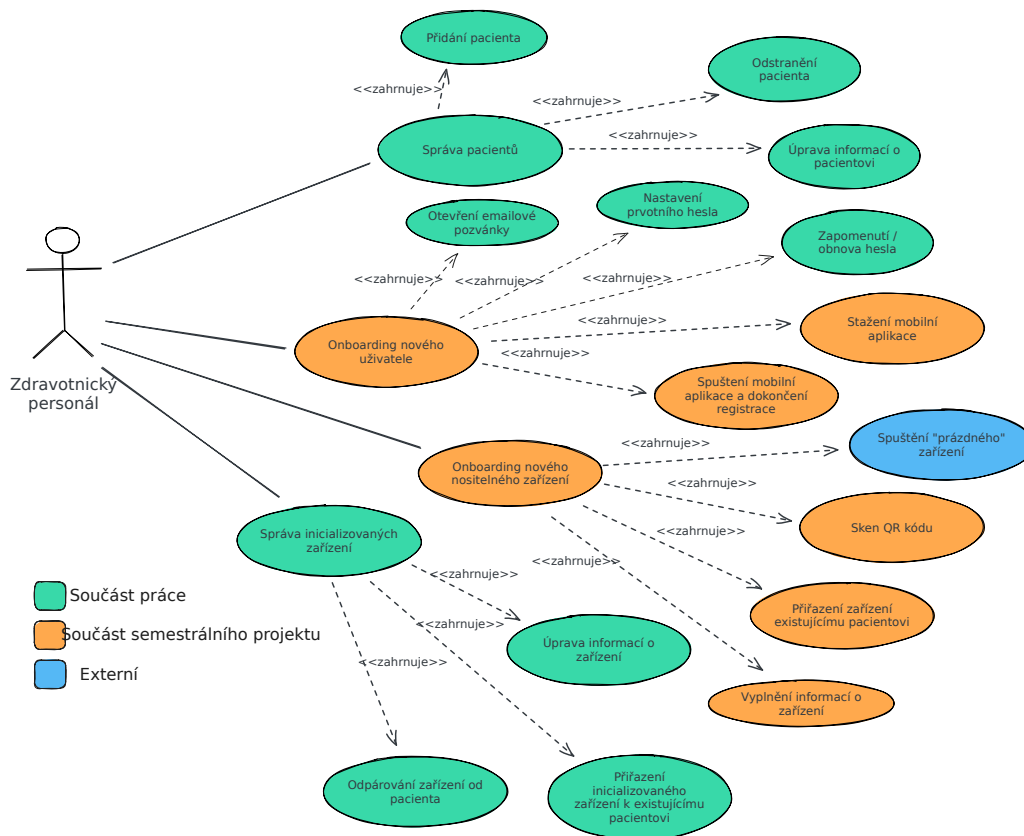 Přidání pacienta
<<zahrnuje>>
Odstranění
pacienta
<<zahrnuje>>
Správa pacientů
<<zahrnuje>>
Úprava informací o
pacientovi
Otevření emailové
pozvánky
Nastavení
prvotního hesla
Zapomenutí /
obnova hesla
<<zahrnuje>>
<<zahrnuje>>
<<zahrnuje>>
Onboarding nového
uživatele
<<zahrnuje>>
Stažení mobilní
aplikace
<<zahrnuje>>
Spuštení mobilní
aplikace a dokončení
registrace
Zdravotnický
personál
Onboarding nového
nositelného zařízení
<<zahrnuje>>
Spuštění "prázdného"
zařízení
<<zahrnuje>>
Sken QR kódu
<<zahrnuje>>
Přiřazení zařízení
existujícímu pacientovi
<<zahrnuje>>
Vyplnění informací o
zařízení
Správa inicializovaných
zařízení
<<zahrnuje>>
Úprava informací o
zařízení
<<zahrnuje>>
Přiřazení
inicializovaného
zařízení k existujícímu
pacientovi
<<zahrnuje>>
Odpárování zařízení od
pacienta
Součást práce
Součást semestrálního projektu
Externí